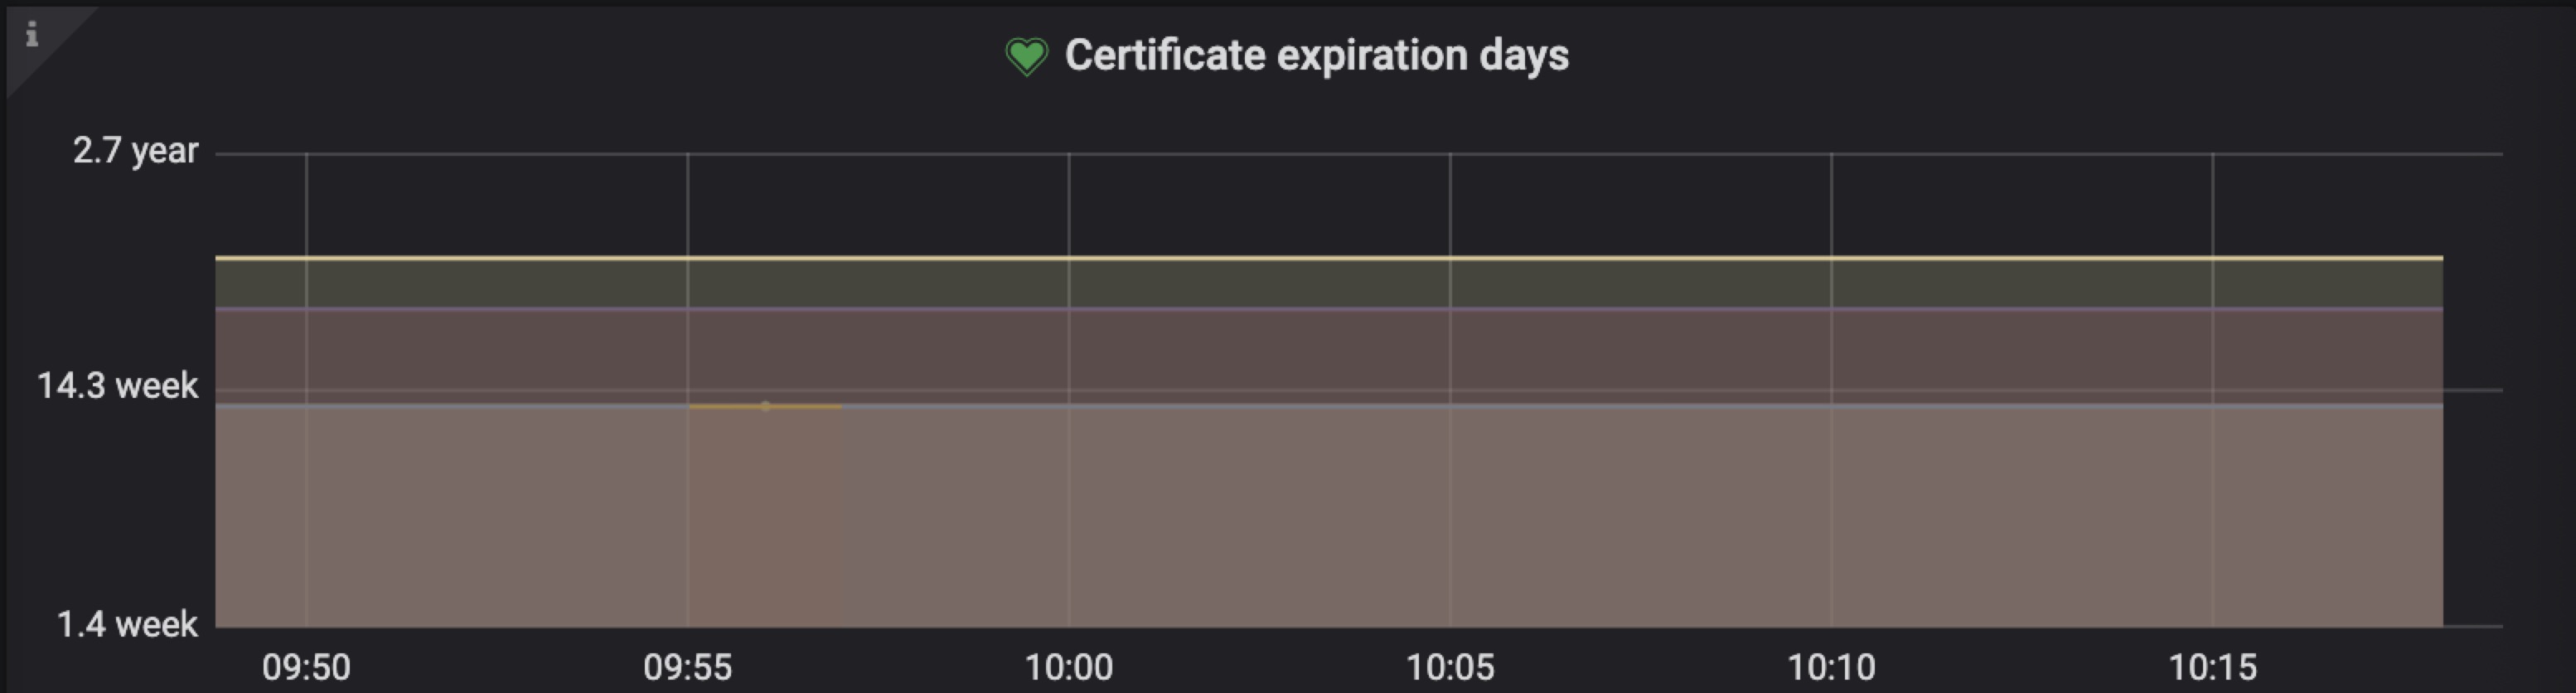 i
Certificate expiration days
2.7 year
14.3 week
1.4 week
09:50 09:55 10:00 10:05 10:10 10:15